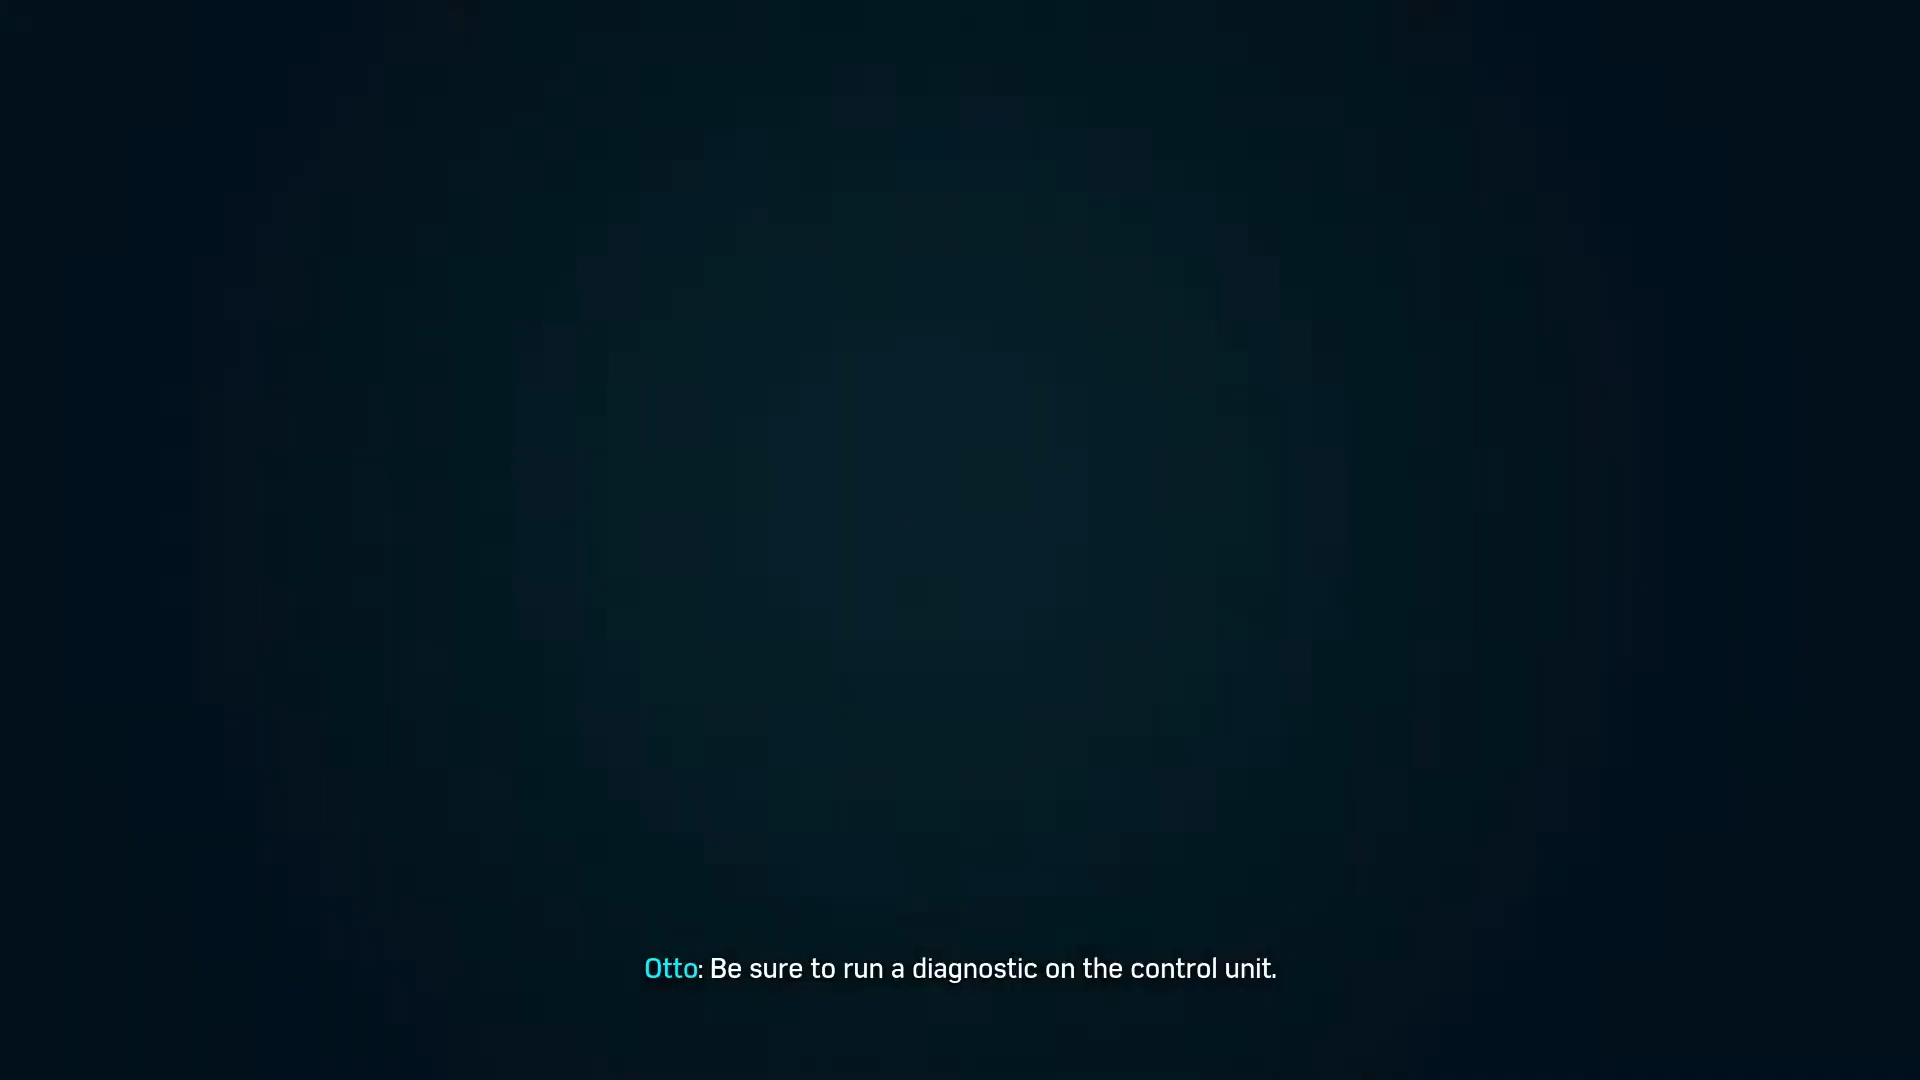 Otto: Be sure to run a diagnostic on the control unit.